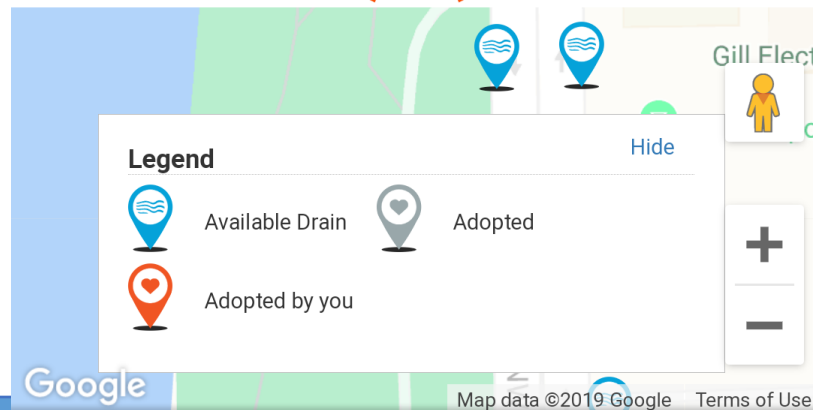 Gill Elect
Hide
Legend
Available Drain
Adopted
Adopted by you
Google
Map data ©2019 Google
Terms of Use